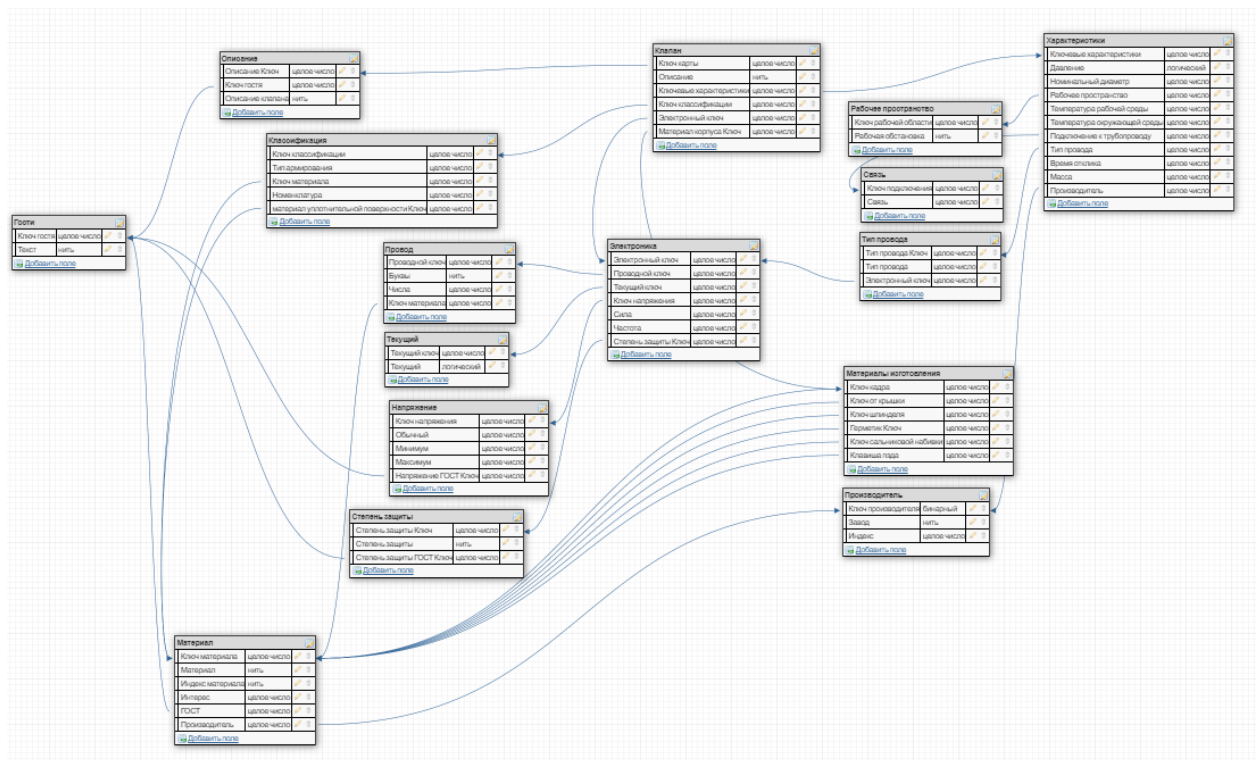 Описание
Описание Ключ целое число
Ключ гостя целое число
Описание клапана нить
Добавить поле
Клапан
Ключ карты целое число
Описание нить
Ключевые характеристики целое число
Ключ классификации целое число
Электронный ключ целое число
Материал корпуса Ключ целое число
Добавить поле
Характеристики
Ключевые характеристики целое число
Давление логический
Номинальный диаметр целое число
Рабочее пространство целое число
Температура рабочей среды целое число
Температура окружающей среды целое число
Подключение к трубопроводу целое число
Тип провода целое число
Время отклика целое число
Масса целое число
Производитель целое число
Добавить поле
Рабочее пространство
Ключ рабочей области целое число
Рабочая обстановка нить
Добавить поле
Классификация
Ключ классификации целое число
Тип армирования целое число
Ключ материала целое число
Номенклатура целое число
материал уплотнительной поверхности Ключ целое число
Добавить поле
Связь
Ключ подключения целое число
Связь целое число
Добавить поле
Гости
Ключ гостя целое число
Текст нить
Добавить поле
Провод
Проводной ключ целое число
Буквы нить
Числа целое число
Ключ материала целое число
Добавить поле
Электроника
Электронный ключ целое число
Проводной ключ целое число
Текущий ключ целое число
Ключ напряжения целое число
Сила целое число
Частота целое число
Степень защиты Ключ целое число
Добавить поле
Тип провода
Тип провода Ключ целое число
Тип провода целое число
Электронный ключ целое число
Добавить поле
Текущий
Текущий ключ целое число
Текущий логический
Добавить поле
Материалы изготовления
Ключ кадра целое число
Ключ от крышки целое число
Ключ шпинделя целое число
Герметик Ключ целое число
Ключ сальниковой набивки целое число
Клавиша года целое число
Добавить поле
Напряжение
Ключ напряжения целое число
Обычный целое число
Минимум целое число
Максимум целое число
Напряжение ГОСТ Ключ целое число
Добавить поле
Производитель
Ключ производителя бинарный
Завод нить
Индекс целое число
Добавить поле
Степень защиты
Степень защиты Ключ целое число
Степень защиты нить
Степень защиты ГОСТ Ключ целое число
Добавить поле
Материал
Ключ материала целое число
Материал нить
Индекс материала нить
Интерес целое число
ГОСТ целое число
Производитель целое число
Добавить поле